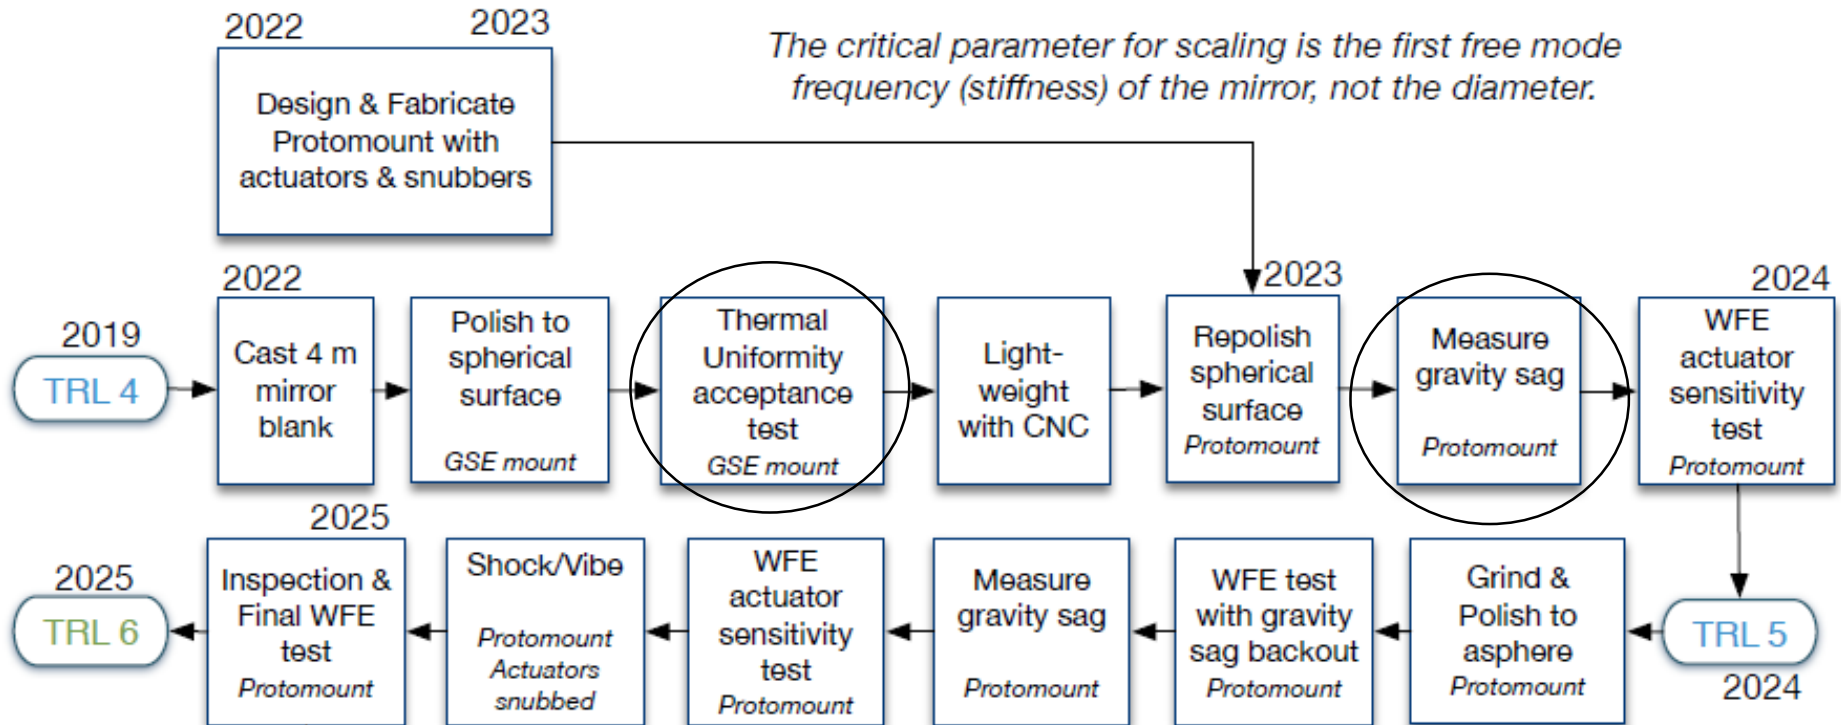 2022
2023
The critical parameter for scaling is the first free mode
frequency (stiffness) of the mirror, not the diameter.
Design & Fabricate
Protomount with
actuators & snubbers
2019
TRL 4
2022
Cast 4 m
mirror
blank
Polish to
spherical
surface
GSE mount
Thermal
Uniformity
acceptance
test
GSE mount
Light-
weight
with CNC
2023
Repolish
spherical
surface
Protomount
Measure
gravity sag
Protomount
2024
WFE
actuator
sensitivity
test
Protomount
TRL 5
2024
Grind &
Polish to
asphere
Protomount
WFE test
with gravity
sag backout
Protomount
Measure
gravity sag
Protomount
WFE
actuator
sensitivity
test
Protomount
Shock/Vibe
Protomount
Actuators
snubbed
2025
Inspection &
Final WFE
test
Protomount
2025
TRL 6